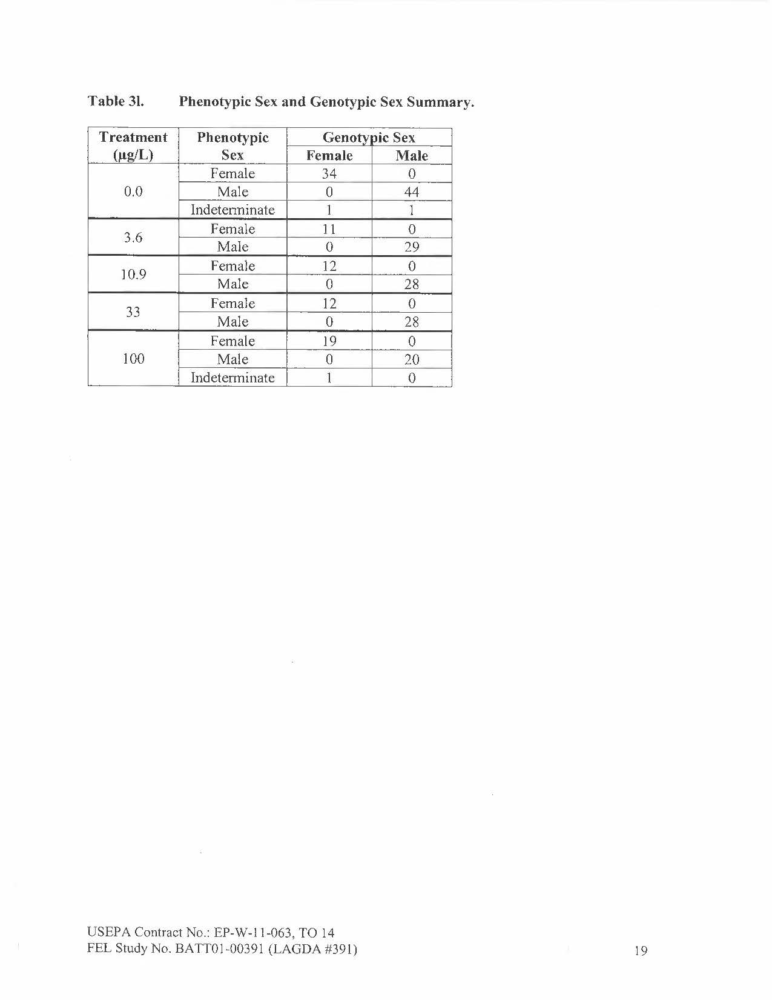 Table 3l. Phenotypic Sex and Genotypic Sex Summary.
Treatment Phenotypic Genotypic Sex
(µg/L) Sex Female Male
Female 34 0
0.0 Male 0 44
Indeterminate 1 1
3.6 Female 11 0
Male 0 29
10.9 Female 12 0
Male 0 28
33 Female 12 0
Male 0 28
Female 19 0
100 Male 0 20
Indeterminate 1 0
USEPA Contract No.: EP-W-11-063, TO 14
FEL Study No. BATT01-00391 (LAGDA #391) 19